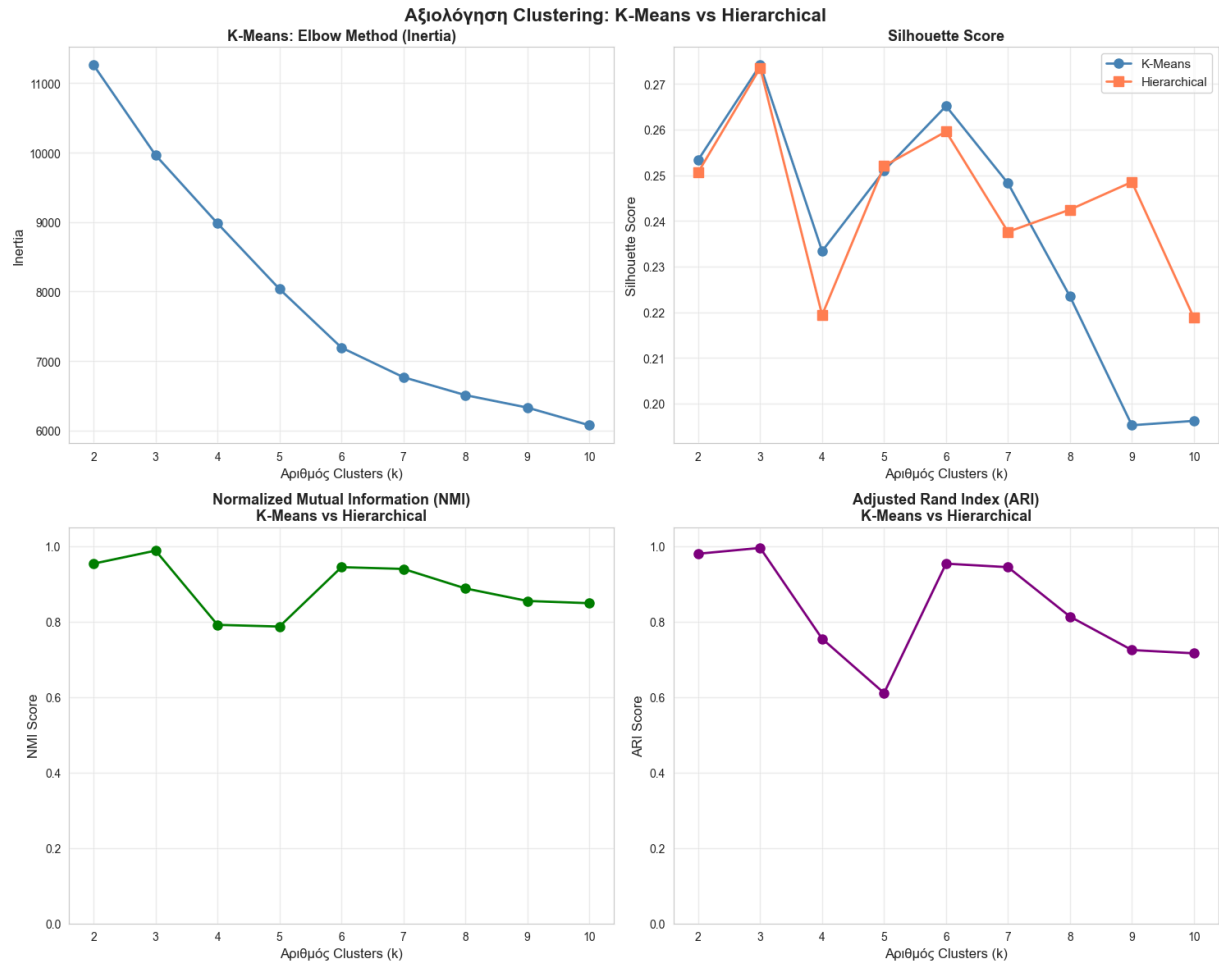 Αξιολόγηση Clustering: K-Means vs Hierarchical
K-Means: Elbow Method (Inertia)
11000
10000
9000
8000
7000
6000
Inertia
2 3 4 5 6 7 8 9 10
Αριθμός Clusters (k)
Silhouette Score
K-Means
Hierarchical
0.27
0.26
0.25
0.24
0.23
0.22
0.21
0.20
Silhouette Score
2 3 4 5 6 7 8 9 10
Αριθμός Clusters (k)
Normalized Mutual Information (NMI)
K-Means vs Hierarchical
1.0
0.8
0.6
0.4
0.2
0.0
NMI Score
2 3 4 5 6 7 8 9 10
Αριθμός Clusters (k)
Adjusted Rand Index (ARI)
K-Means vs Hierarchical
1.0
0.8
0.6
0.4
0.2
0.0
ARI Score
2 3 4 5 6 7 8 9 10
Αριθμός Clusters (k)